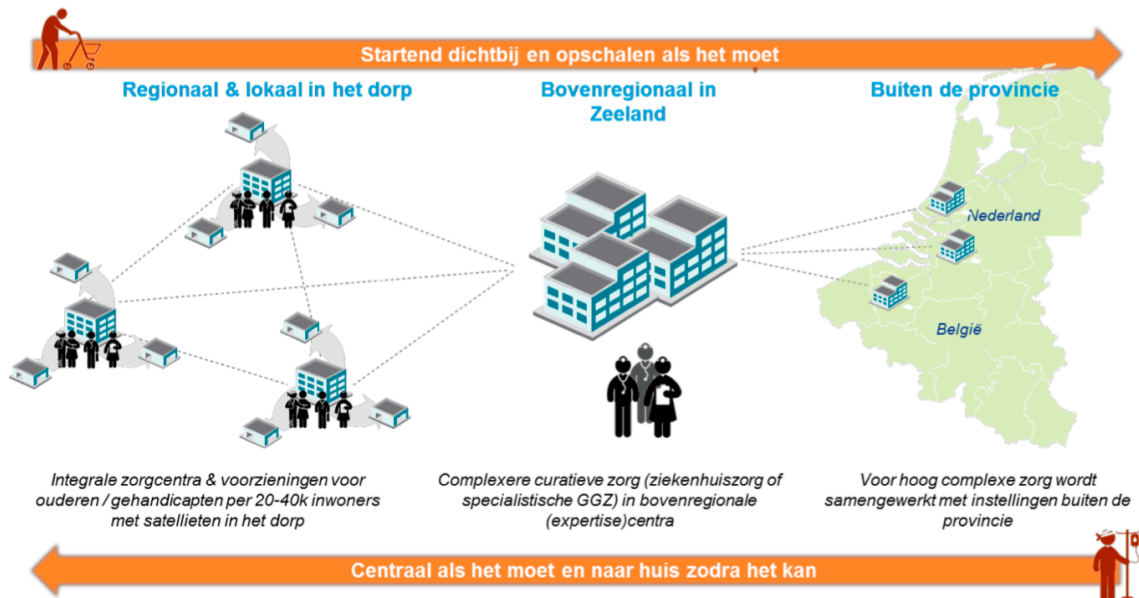 Startend dichtbij en opschalen als het moet
Regionaal & lokaal in het dorp
Bovenregionaal in
Zeeland
Buiten de provincie
Nederland
België
Integrale zorgcentra & voorzieningen voor
ouderen / gehandicapten per 20-40k inwoners
met satellieten in het dorp
Complexere curatieve zorg (ziekenhuiszorg of
specialistische GGZ) in bovenregionale
(expertise)centra
Voor hoog complexe zorg wordt
samengewerkt met instellingen buiten de
provincie
Centraal als het moet en naar huis zodra het kan